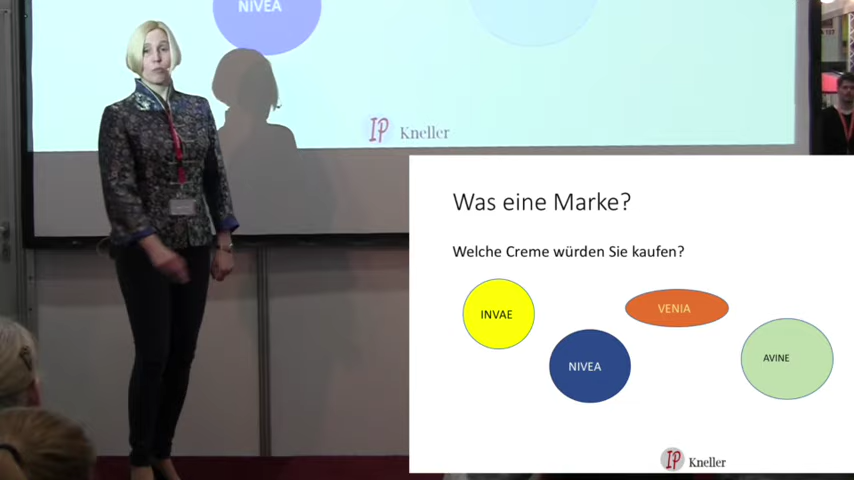 NIVEA
IP Kneller
Was eine Marke?
Welche Creme würden Sie kaufen?
INVAE
VENIA
NIVEA
AVINE
IP Kneller